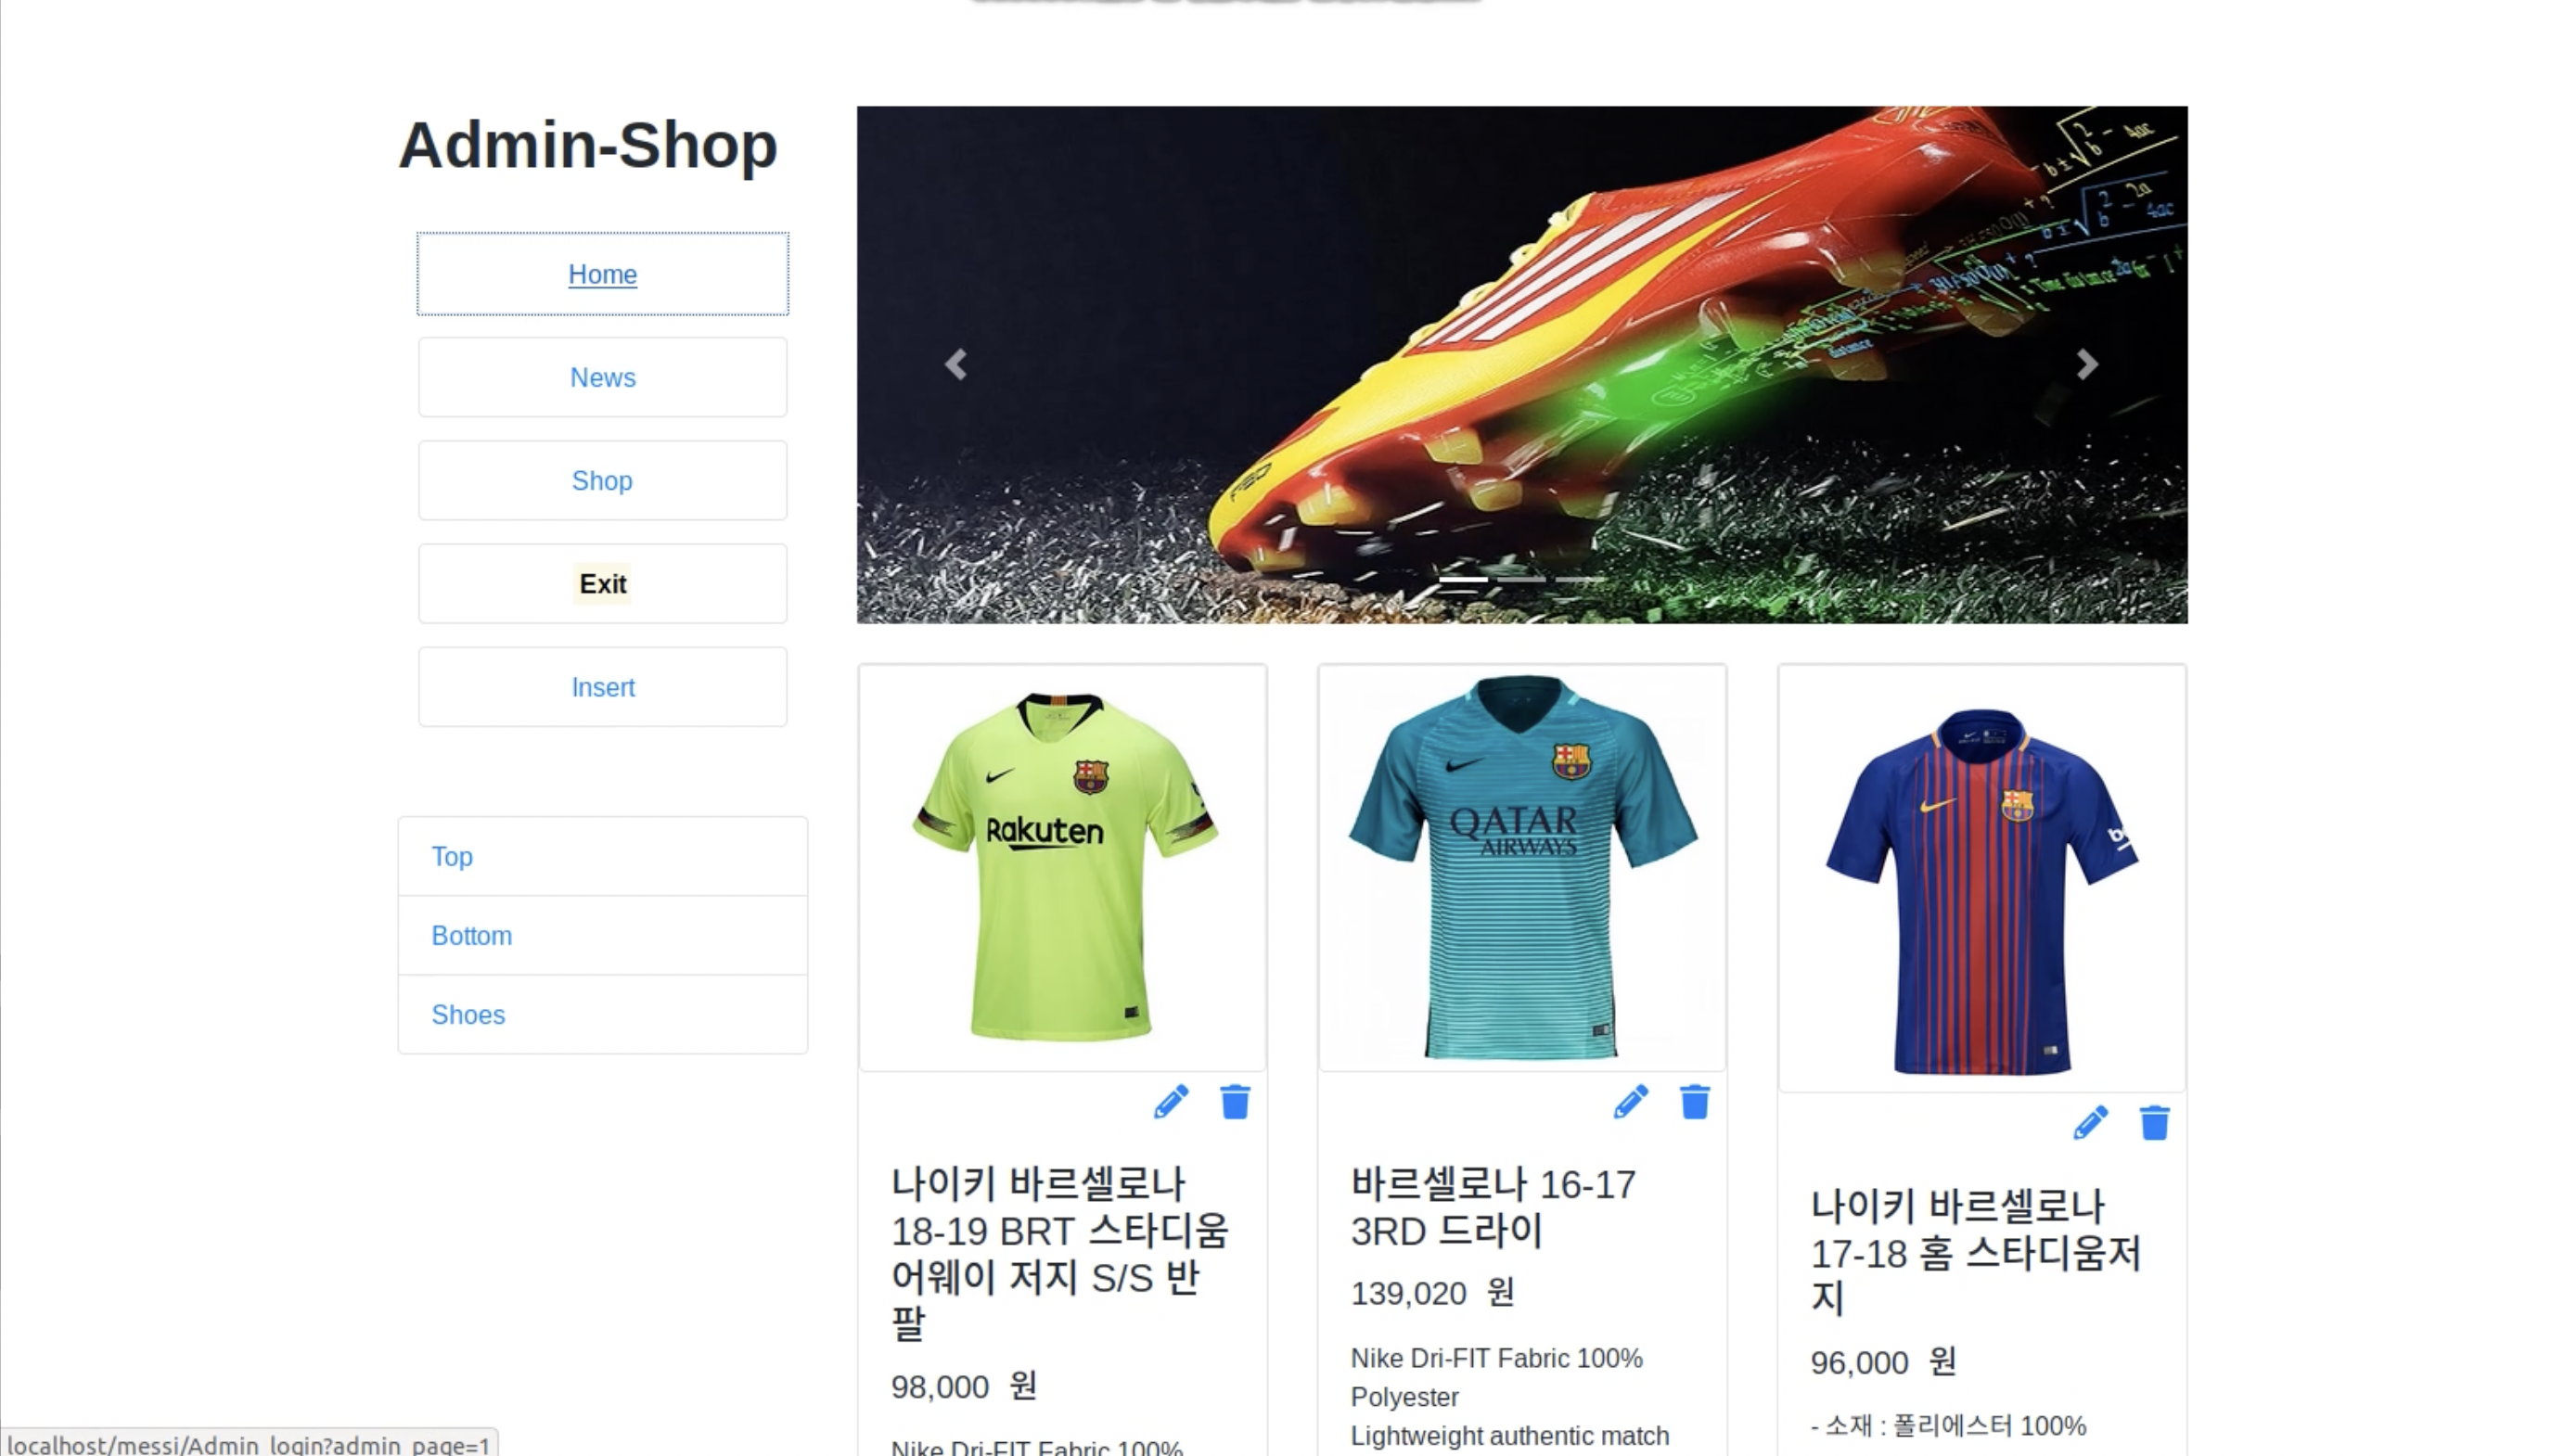 Admin-Shop
Home
News
Shop
Exit
Insert
Top
Bottom
Shoes
Rakuten
QATAR
AIRWAYS
나이키 바르셀로나
18-19 BRT 스타디움
어웨이 저지 S/S 반
팔
98,000 원
Nike Dri-FIT Fabric 100%
바르셀로나 16-17
3RD 드라이
139,020 원
Nike Dri-FIT Fabric 100%
Polyester
Lightweight authentic match
나이키 바르셀로나
17-18 홈 스타디움저
지
96,000 원
- 소재 : 폴리에스터 100%
localhost/messi/Admin_login?admin_page=1